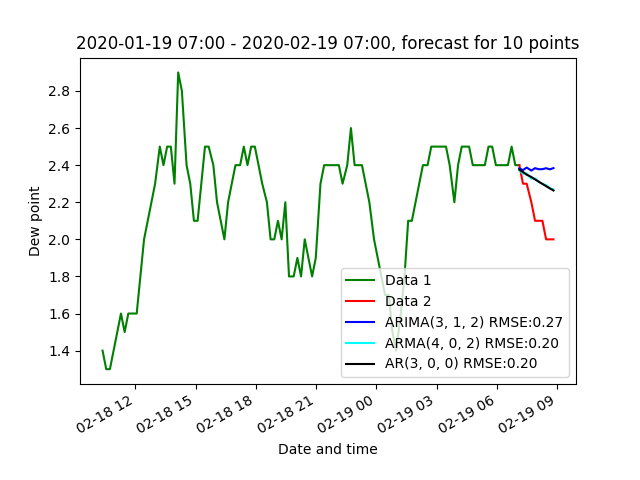 2020-01-19 07:00 - 2020-02-19 07:00, forecast for 10 points
Dew point
2.8
2.6
2.4
2.2
2.0
1.8
1.6
1.4
Data 1
Data 2
ARIMA(3, 1, 2) RMSE:0.27
ARMA(4, 0, 2) RMSE:0.20
AR(3, 0, 0) RMSE:0.20
02-18 12
02-18 15
02-18 18
02-18 21
02-19 00
02-19 03
02-19 06
02-19 09
Date and time